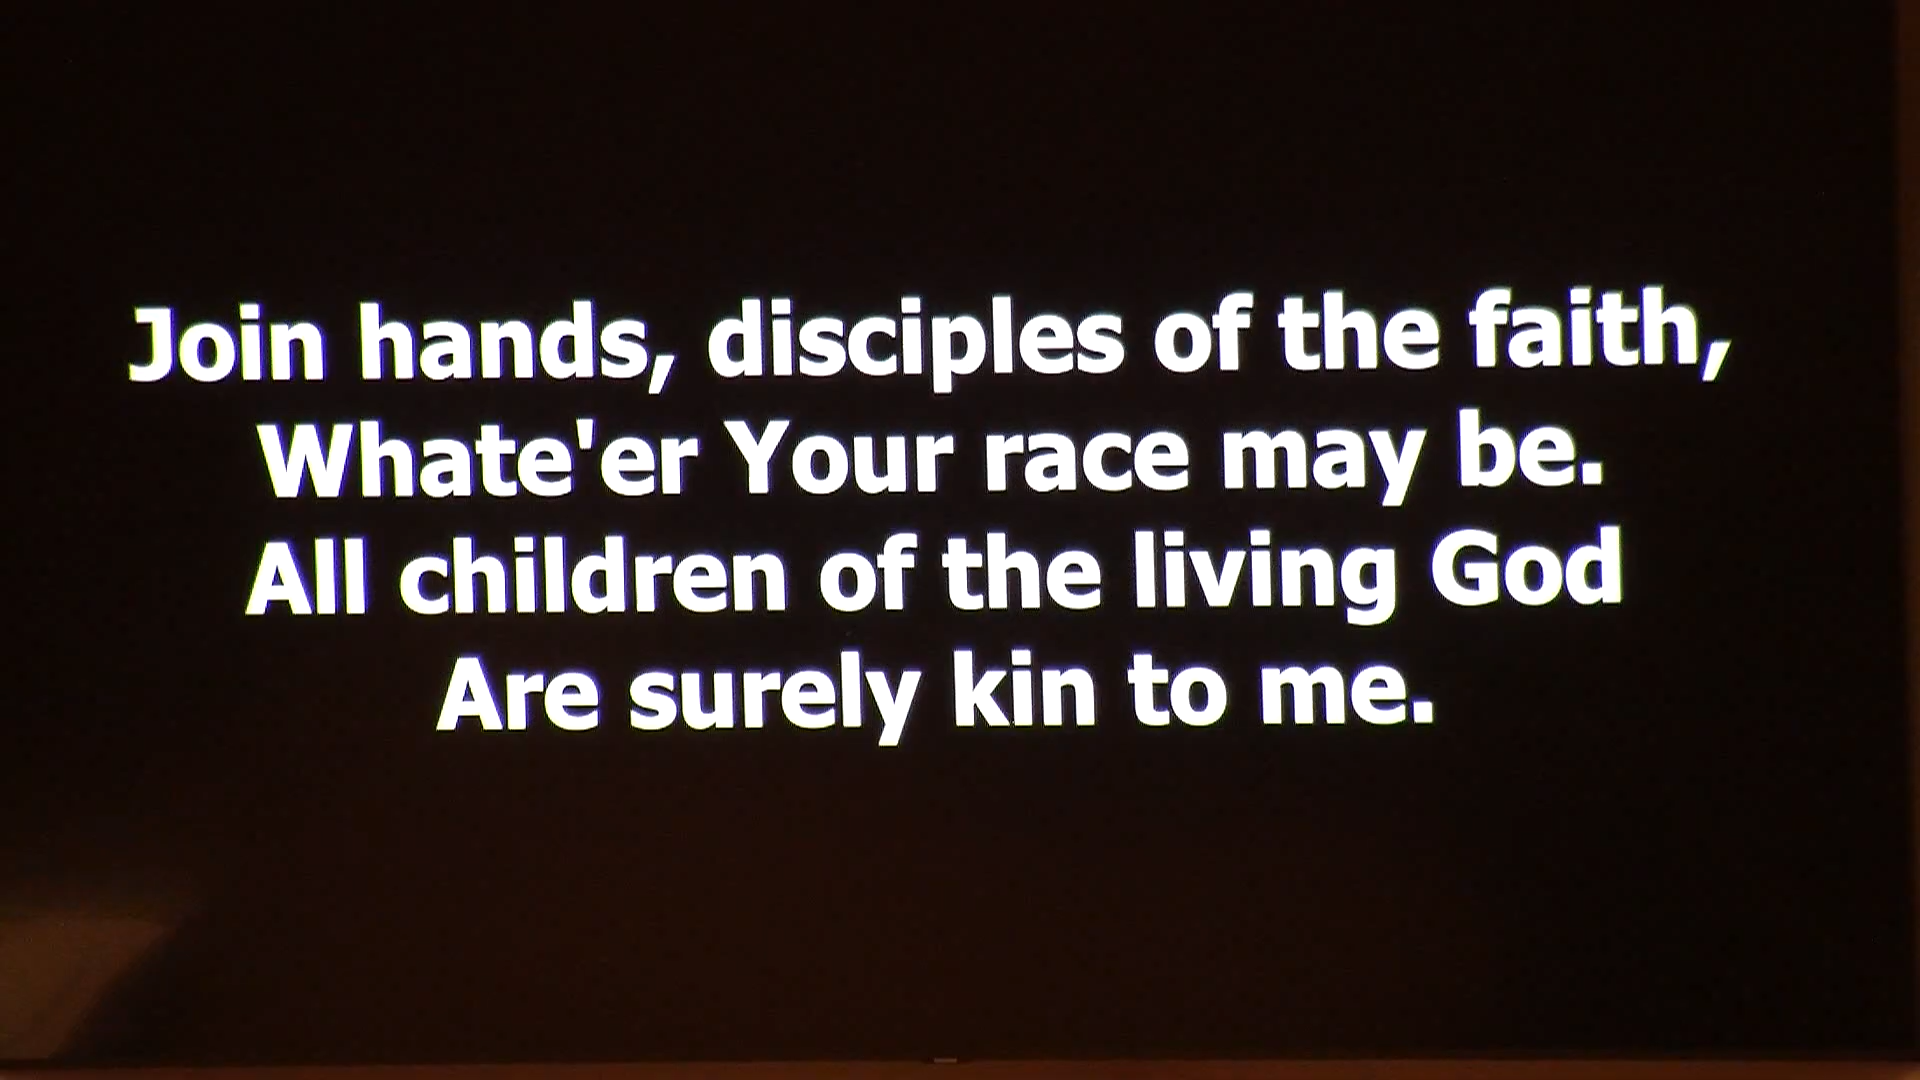 Join hands, disciples of the faith,
Whate'er Your race may be.
All children of the living God
Are surely kin to me.